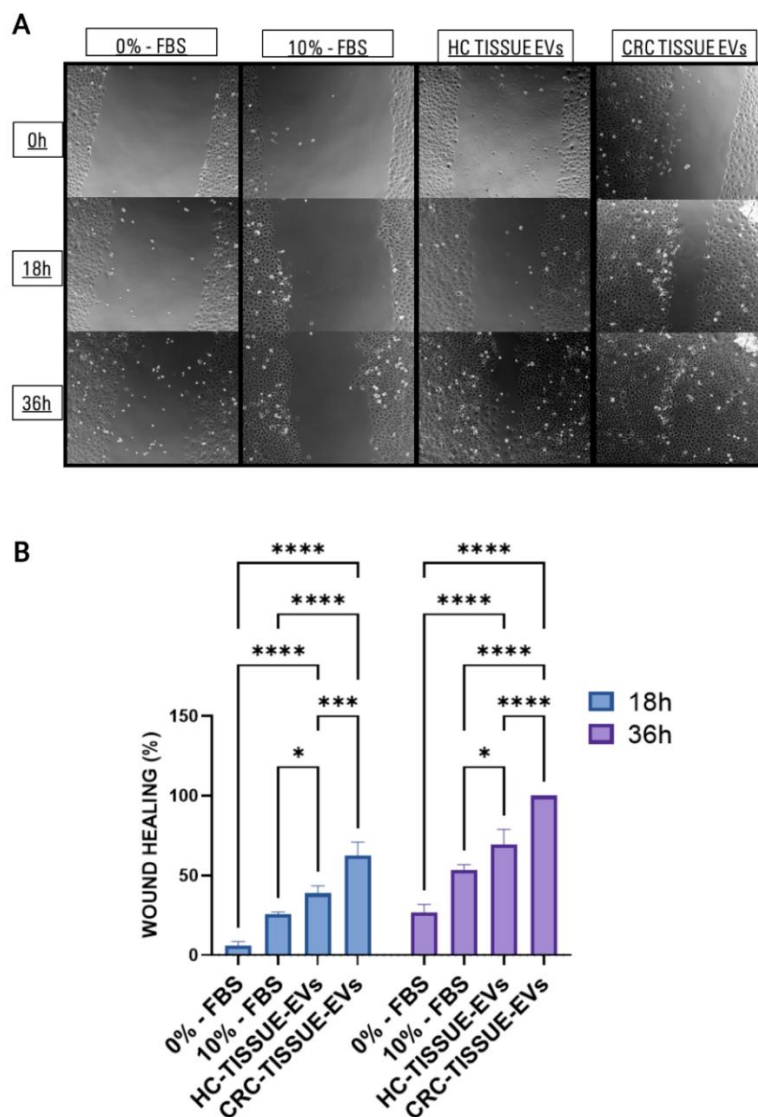 A
0% - FBS
10% - FBS
HC TISSUE EVs
CRC TISSUE EVs
0h
18h
36h
B
**** ****
**** ****
**** ****
*** ****
* *
150
100
50
0
WOUND HEALING (%)
18h
36h
0% - FBS
10% - FBS
HC-TISSUE-EVs
CRC-TISSUE-EVs
0% - FBS
10% - FBS
HC-TISSUE-EVs
CRC-TISSUE-EVs